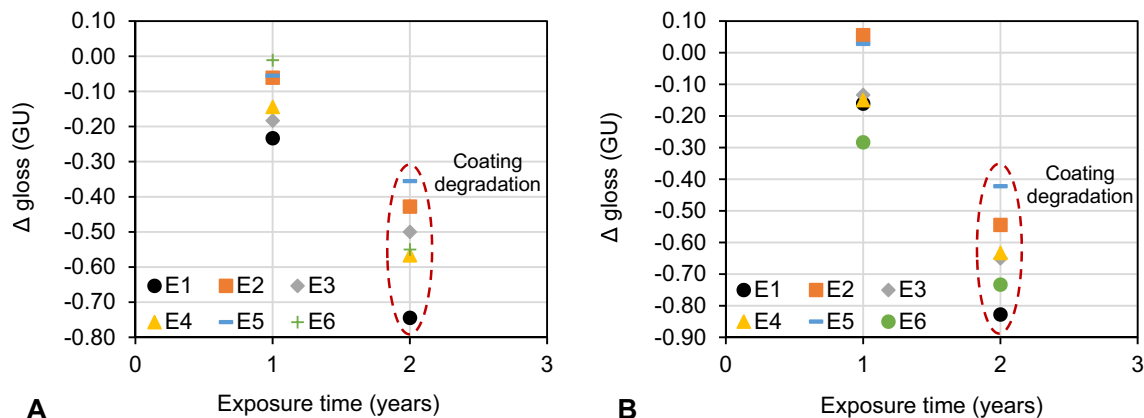 0.10
0.00
-0.10
-0.20
-0.30
-0.40
-0.50
-0.60
-0.70
-0.80
Δ gloss (GU)
Coating
degradation
E1 E2 E3
E4 E5 E6
0 1 2 3
Exposure time (years)
A
0.10
0.00
-0.10
-0.20
-0.30
-0.40
-0.50
-0.60
-0.70
-0.80
-0.90
Δ gloss (GU)
Coating
degradation
E1 E2 E3
E4 E5 E6
0 1 2 3
Exposure time (years)
B